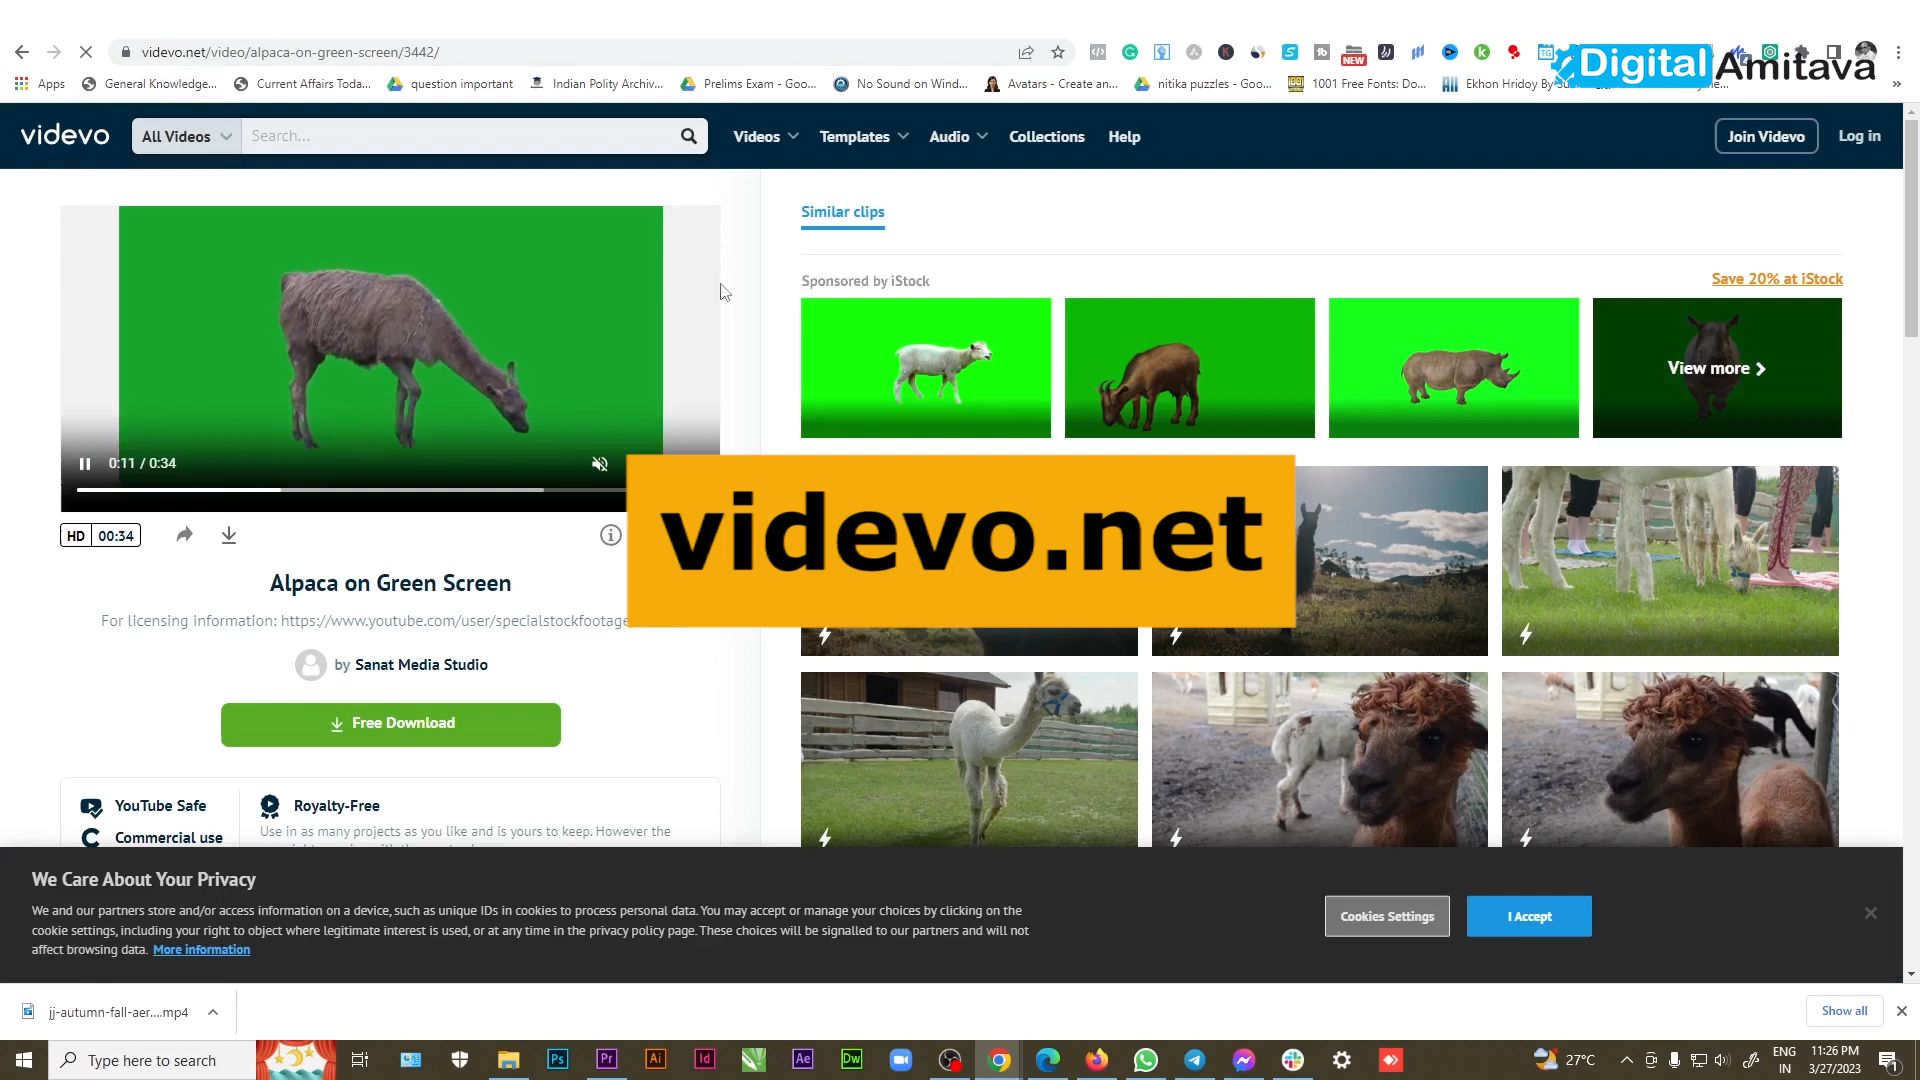 videvo.net/video/alpaca-on-green-screen/3442/
NEW
Digital Amitava
Apps
General Knowledge...
Current Affairs Toda...
question important
Indian Polity Archiv...
Prelims Exam - Goo...
No Sound on Wind...
Avatars - Create an...
nitika puzzles - Goo...
1001 Free Fonts: Do...
videvo
All Videos
Search...
Videos
Templates
Audio
Collections
Help
Join Videvo
Log in
Similar clips
Sponsored by iStock
Save 20% at iStock
View more
0:11 / 0:34
videvo.net
HD 00:34
Alpaca on Green Screen
For licensing information: https://www.youtube.com/user/specialstockfootage
by Sanat Media Studio
Free Download
YouTube Safe
Commercial use
Royalty-Free
Use in as many projects as you like and is yours to keep. However the
We Care About Your Privacy
We and our partners store and/or access information on a device, such as unique IDs in cookies to process personal data. You may accept or manage your choices by clicking on the
cookie settings, including your right to object where legitimate interest is used, or at any time in the privacy policy page. These choices will be signalled to our partners and will not
affect browsing data. More information
Cookies Settings
I Accept
jj-autumn-fall-aer....mp4
Show all
Type here to search
Ps
Pr
Ai
Id
Ae
Dw
27°C
ENG
IN
11:26 PM
3/27/2023